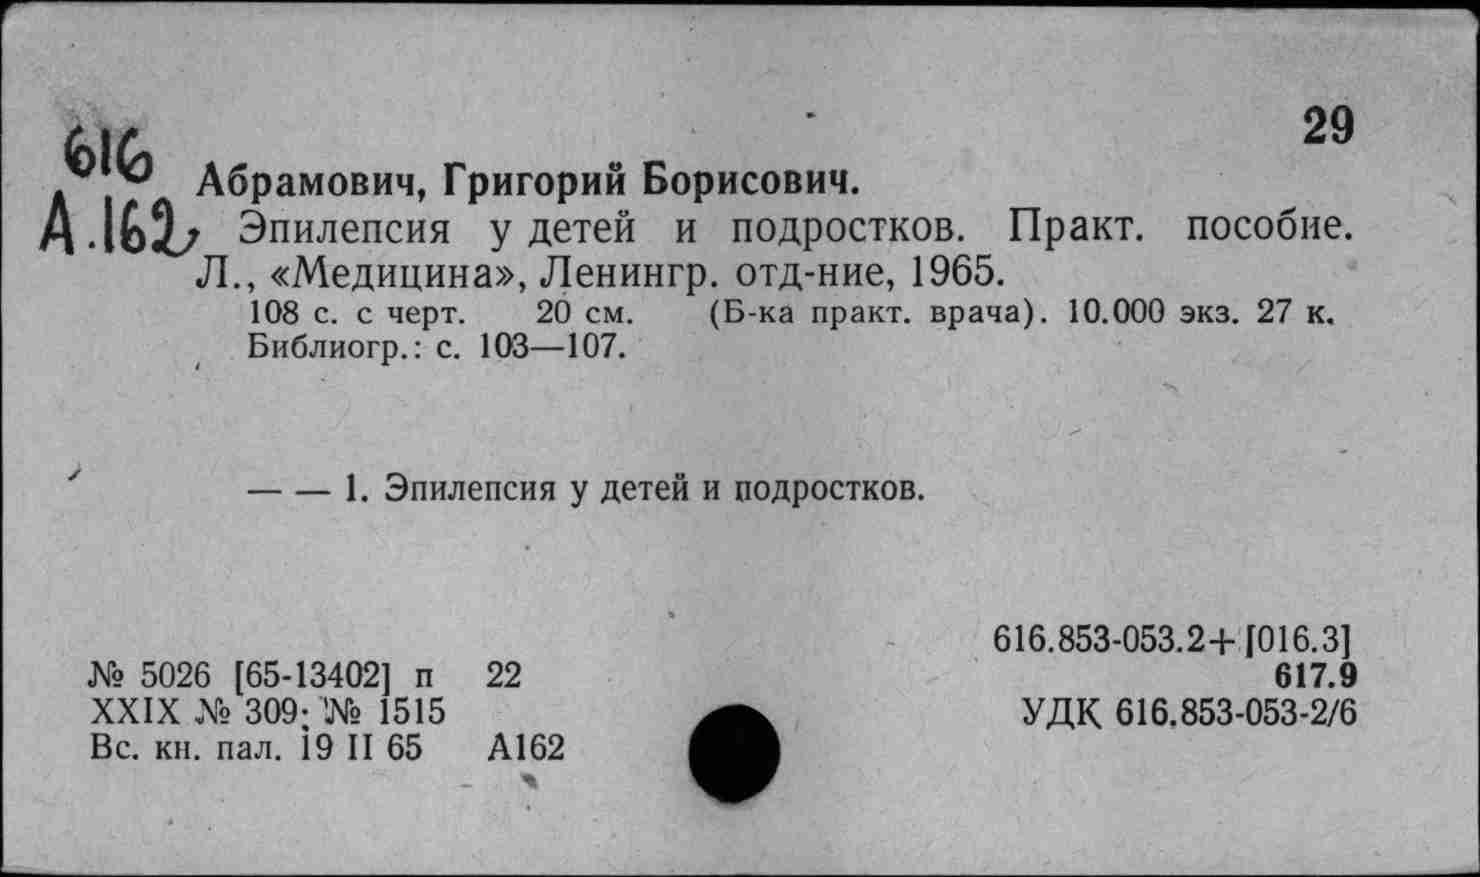 29
616
Абрамович, Григорий Борисович.
А.162 Эпилепсия у детей и подростков. Практ. пособие.
Л., «Медицина», Ленингр. отд-ние, 1965.
108 с. с черт. 20 см. (Б-ка практ. врача). 10.000 экз. 27 к.
Библиогр.: с. 103—107.
— — 1. Эпилепсия у детей и подростков.
616.853-053.2+[016.3]
№ 5026 [65-13402] п 22 617.9
XXIX № 309; № 1515 УДК 616.853-053-2/6
Вс. кн. пал. 19 II 65 А162